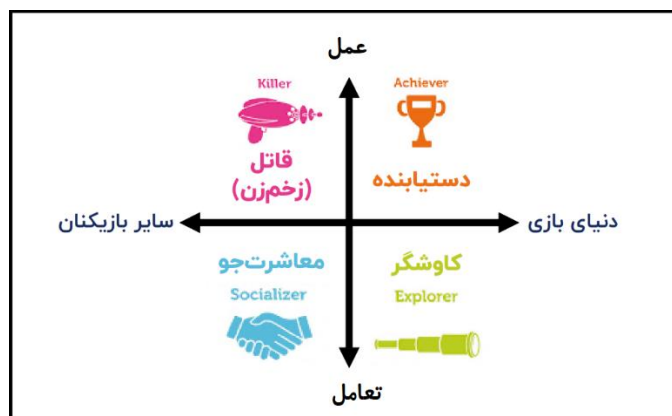 عمل
Killer
Achiever
قاتل
(زخم‌زن)
دستیابنده
دنیای بازی
سایر بازیکنان
معاشرت‌جو
کاوشگر
Socializer
Explorer
تعامل